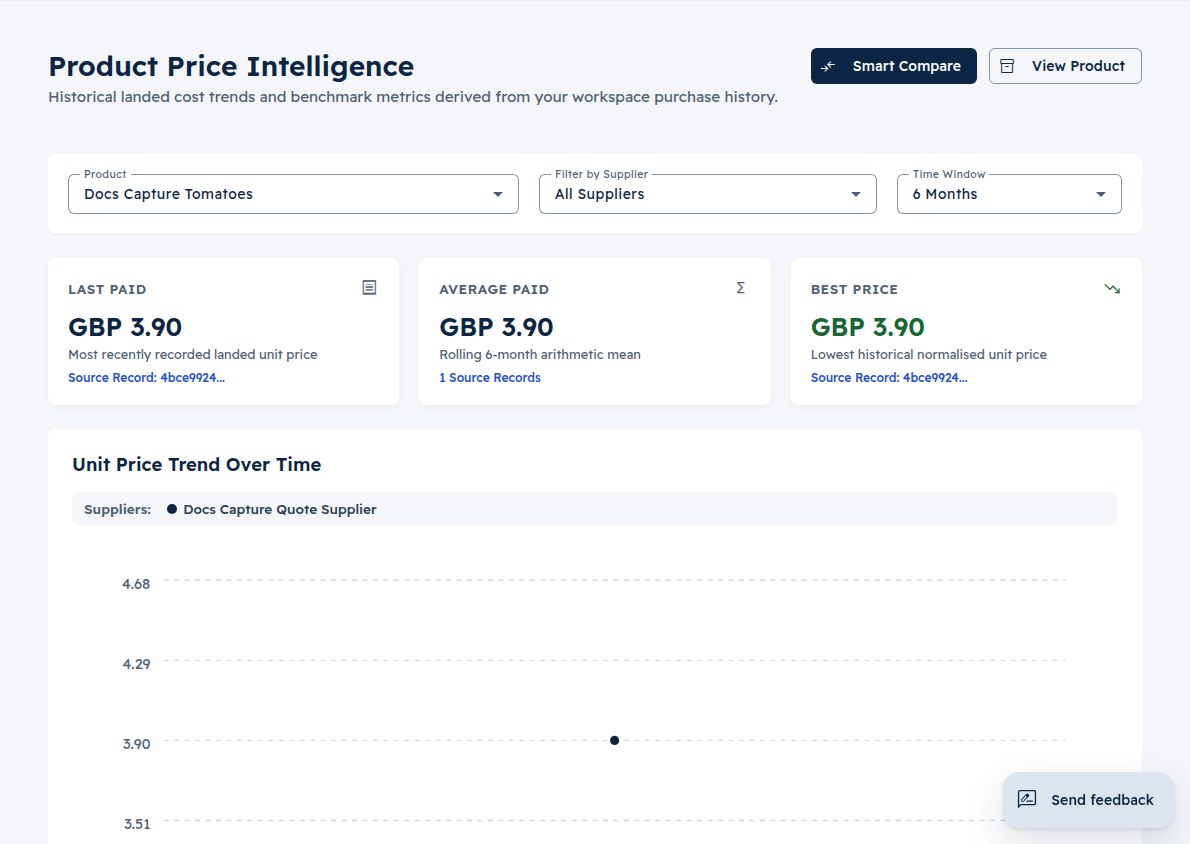 Product Price Intelligence
Smart Compare
View Product
Historical landed cost trends and benchmark metrics derived from your workspace purchase history.
Product
Docs Capture Tomatoes
Filter by Supplier
All Suppliers
Time Window
6 Months
LAST PAID
GBP 3.90
Most recently recorded landed unit price
Source Record: 4bce9924...
AVERAGE PAID
Σ
GBP 3.90
Rolling 6-month arithmetic mean
1 Source Records
BEST PRICE
GBP 3.90
Lowest historical normalised unit price
Source Record: 4bce9924...
Unit Price Trend Over Time
Suppliers: Docs Capture Quote Supplier
4.68
4.29
3.90
3.51
Send feedback